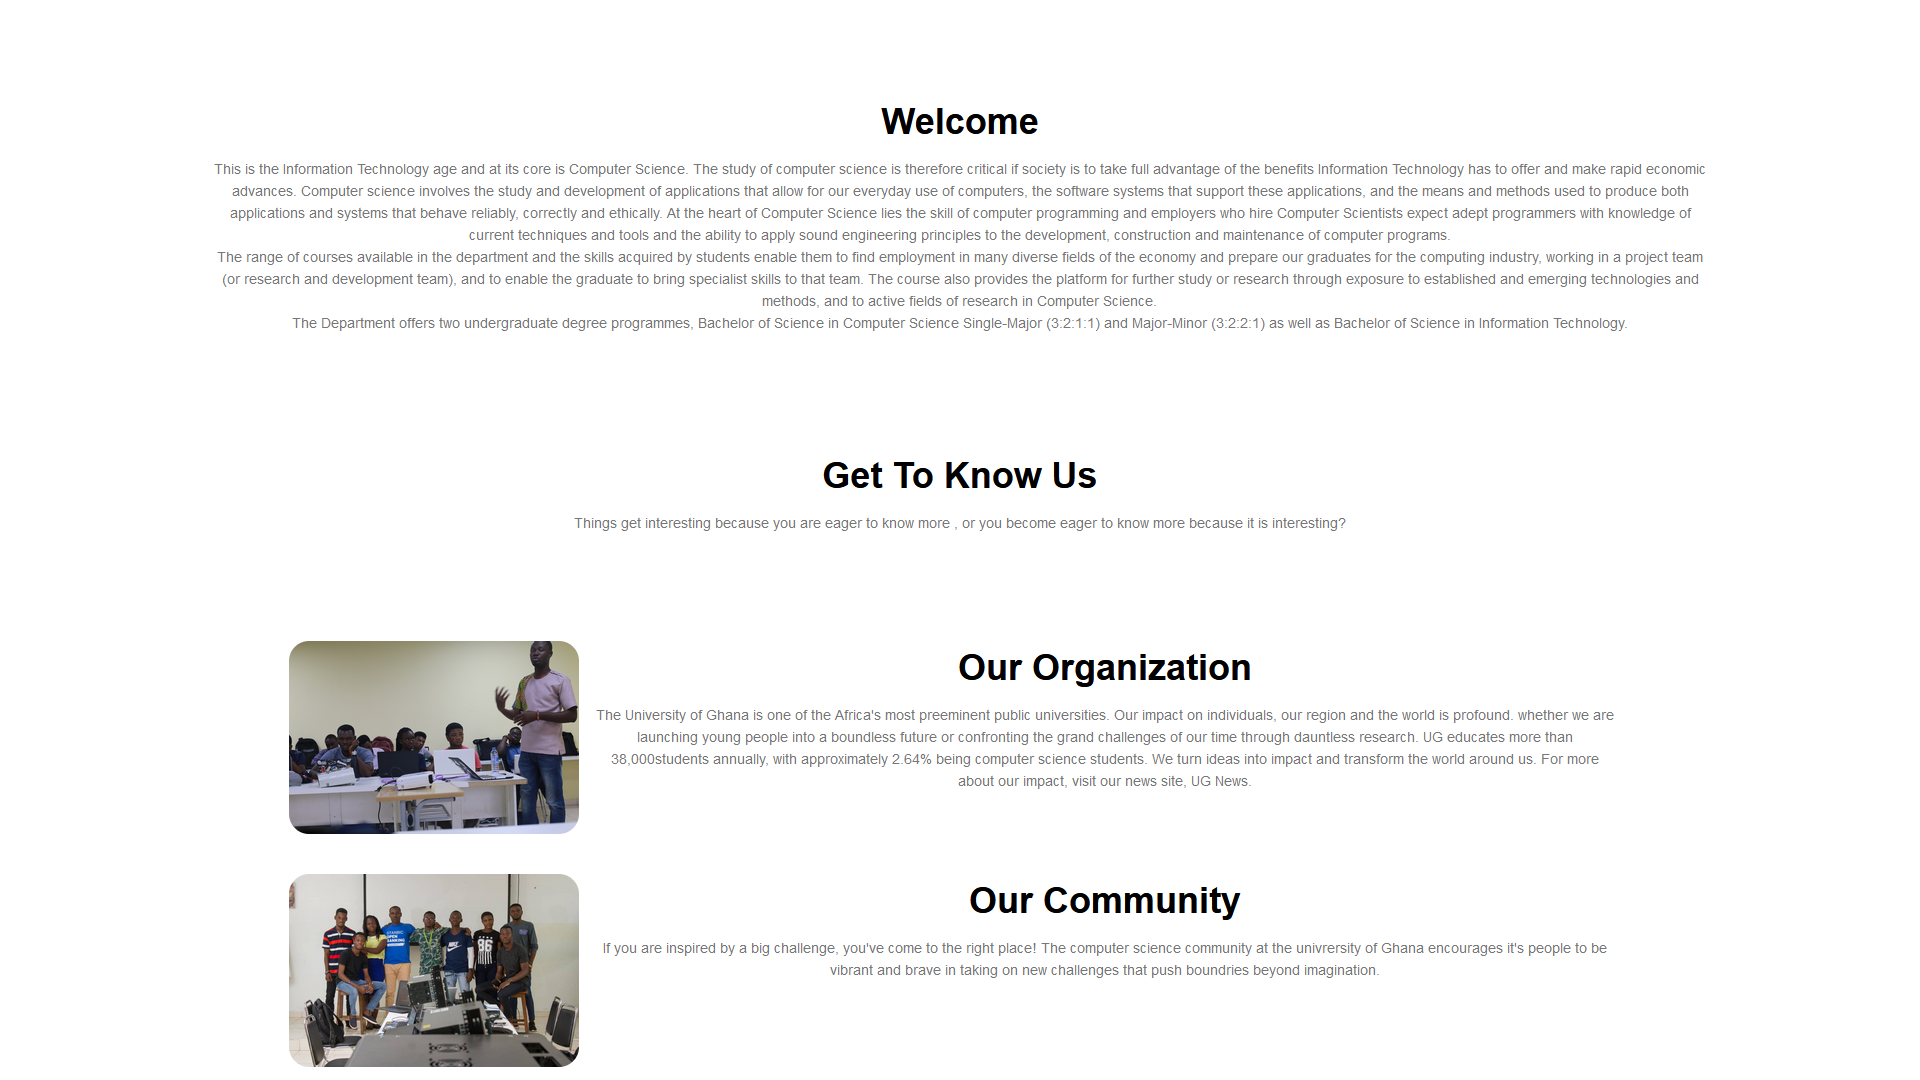 Welcome
This is the Information Technology age and at its core is Computer Science. The study of computer science is therefore critical if society is to take full advantage of the benefits Information Technology has to offer and make rapid economic
advances. Computer science involves the study and development of applications that allow for our everyday use of computers, the software systems that support these applications, and the means and methods used to produce both
applications and systems that behave reliably, correctly and ethically. At the heart of Computer Science lies the skill of computer programming and employers who hire Computer Scientists expect adept programmers with knowledge of
current techniques and tools and the ability to apply sound engineering principles to the development, construction and maintenance of computer programs.
The range of courses available in the department and the skills acquired by students enable them to find employment in many diverse fields of the economy and prepare our graduates for the computing industry, working in a project team
(or research and development team), and to enable the graduate to bring specialist skills to that team. The course also provides the platform for further study or research through exposure to established and emerging technologies and
methods, and to active fields of research in Computer Science.
The Department offers two undergraduate degree programmes, Bachelor of Science in Computer Science Single-Major (3:2:1:1) and Major-Minor (3:2:2:1) as well as Bachelor of Science in Information Technology.
Get To Know Us
Things get interesting because you are eager to know more , or you become eager to know more because it is interesting?
Our Organization
The University of Ghana is one of the Africa's most preeminent public universities. Our impact on individuals, our region and the world is profound. whether we are
launching young people into a boundless future or confronting the grand challenges of our time through dauntless research. UG educates more than
38,000students annually, with approximately 2.64% being computer science students. We turn ideas into impact and transform the world around us. For more
about our impact, visit our news site, UG News.
Our Community
If you are inspired by a big challenge, you've come to the right place! The computer science community at the univrersity of Ghana encourages it's people to be
vibrant and brave in taking on new challenges that push boundries beyond imagination.
86